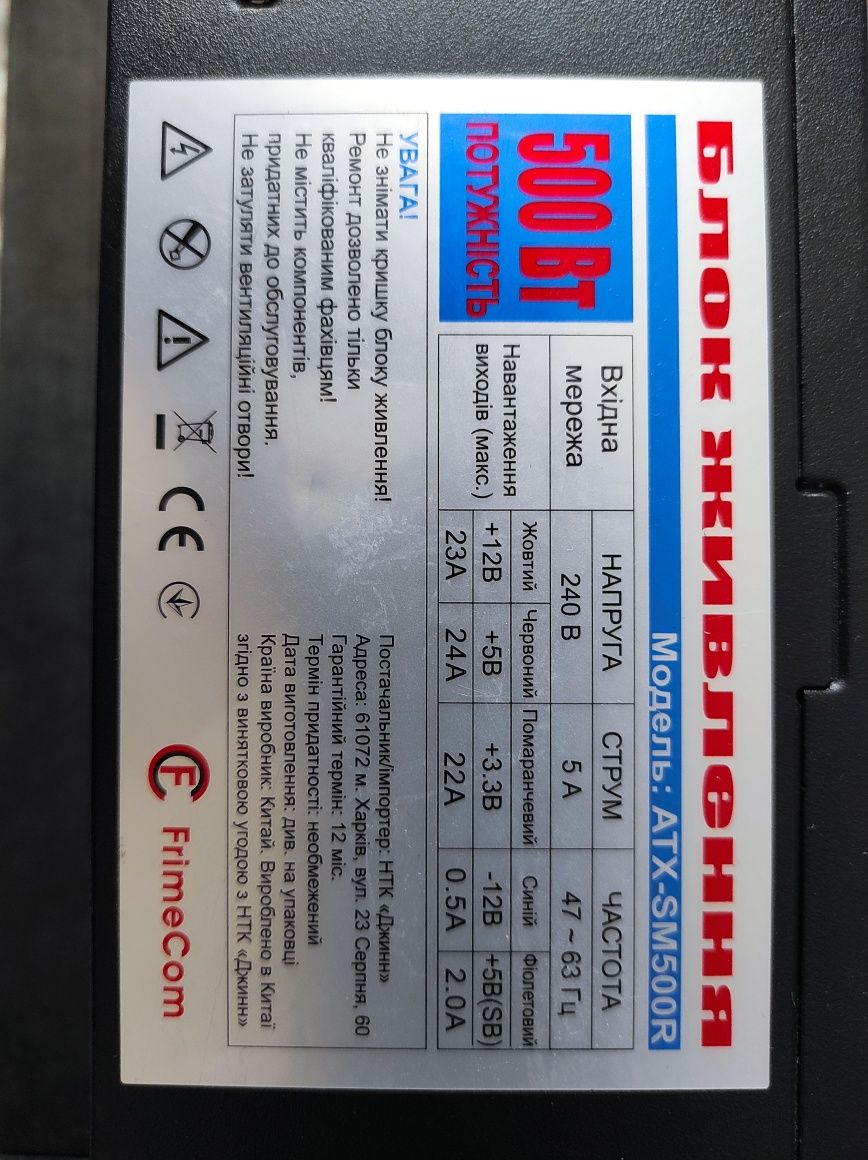 БЛОК ЖИВЛЕННЯ
Модель: ATX-SM500R
500 Вт
ПОТУЖНІСТЬ
Вхідна мережа НАПРУГА СТРУМ ЧАСТОТА
240 В 5 А 47 ~ 63 Гц
Навантаження виходів (макс.) Жовтий Червоний Помаранчевий Синій Фіолетовий
+12В +5В +3.3В -12В +5В(SB)
23А 24А 22А 0.5А 2.0А
УВАГА!
Не знімати кришку блоку живлення!
Ремонт дозволено тільки
кваліфікованим фахівцям!
Не містить компонентів,
придатних до обслуговування.
Не затуляти вентиляційні отвори!
Постачальник/імпортер: НТК «Джинн»
Адреса: 61072 м. Харків, вул. 23 Серпня, 60
Гарантійний термін: 12 міс.
Термін придатності: необмежений
Дата виготовлення: див. на упаковці
Країна виробник: Китай. Вироблено в Китаї
згідно з винятковою угодою з НТК «Джинн»
CE
FrimeCom